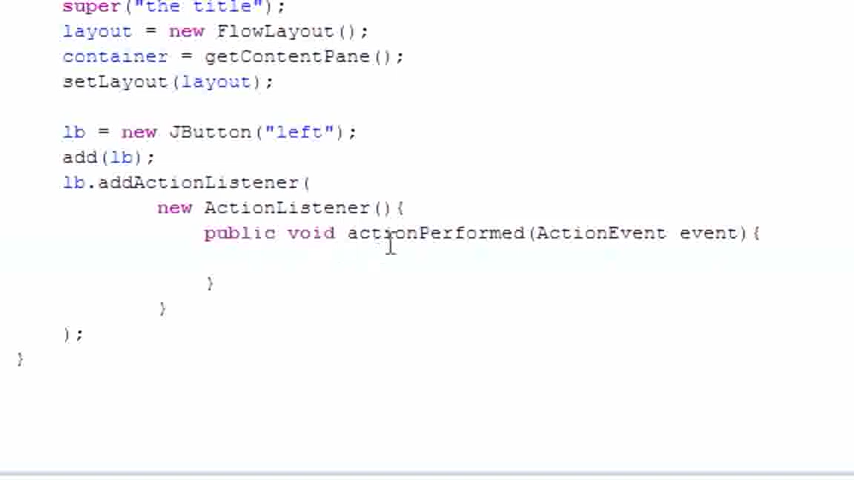 super("the title");
layout = new FlowLayout();
container = getContentPane();
setLayout(layout);
lb = new JButton("left");
add(lb);
lb.addActionListener(
new ActionListener(){
public void actionPerformed(ActionEvent event){
}
}
);
}